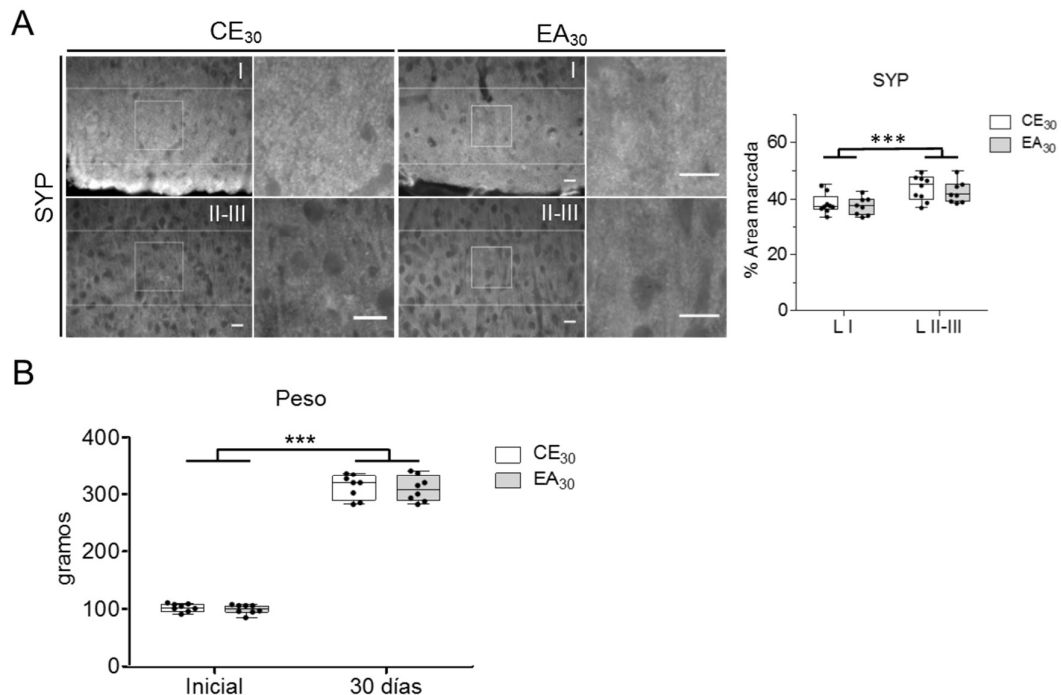 A
CE₃₀
EA₃₀
SYP
I
I
II-III
II-III
SYP
% Area marcada
60
40
20
0
***
L I
L II-III
CE₃₀
EA₃₀
B
Peso
gramos
400
300
200
100
0
***
Inicial
30 días
CE₃₀
EA₃₀